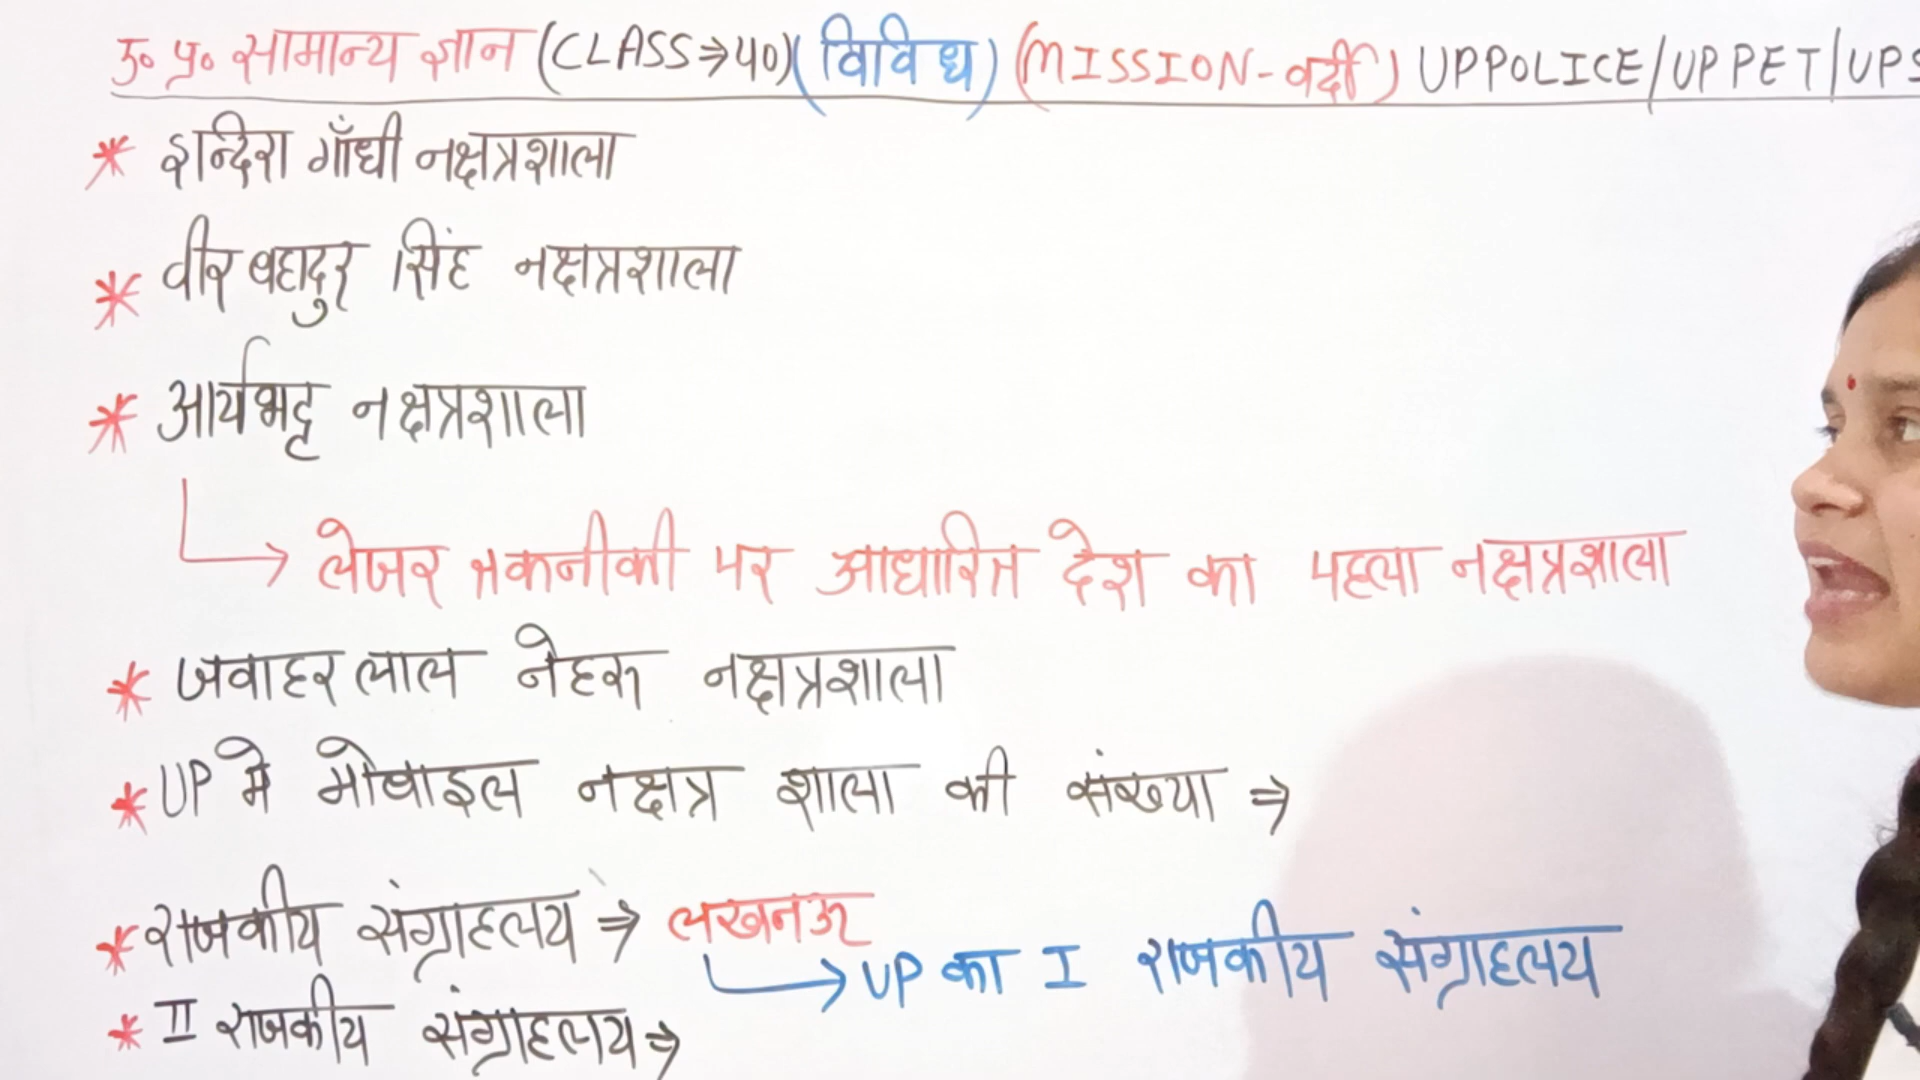 उ० प्र० सामान्य ज्ञान (CLASS⇒40) (विविध) (MISSION-वर्दी) UPPOLICE/UPPET/UPS
* इन्दिरा गाँधी नक्षत्रशाला
* वीर बहादुर सिंह नक्षत्रशाला
* आर्यभट्ट नक्षत्रशाला
→ लेजर तकनीकी पर आधारित देश का पहला नक्षत्रशाला
* जवाहर लाल नेहरू नक्षत्रशाला
* UP मे मोबाइल नक्षत्र शाला की संख्या ⇒
* राजकीय संग्राहलय ⇒ लखनऊ
→ UP का I राजकीय संग्राहलय
* II राजकीय संग्राहलय ⇒